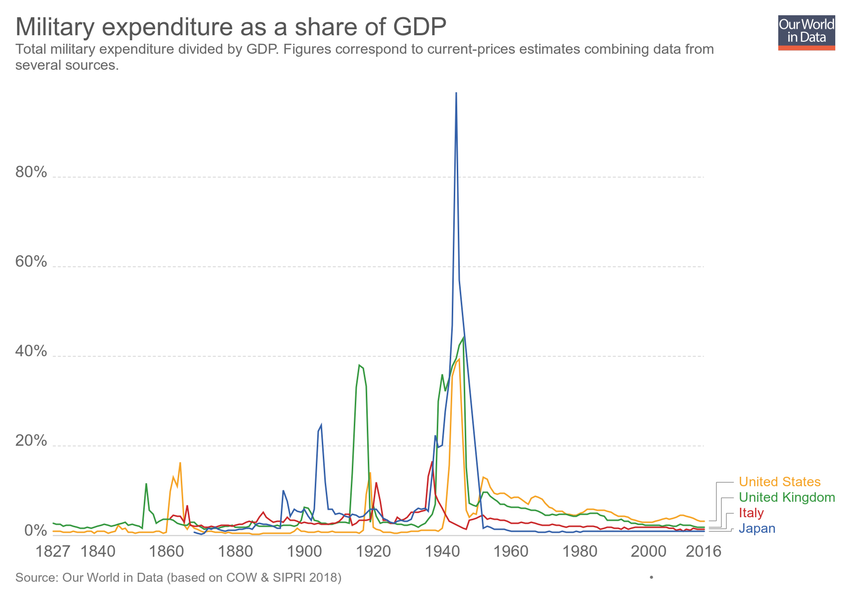 Military expenditure as a share of GDP
Our World
in Data
Total military expenditure divided by GDP. Figures correspond to current-prices estimates combining data from
several sources.
80%
60%
40%
20%
0%
United States
United Kingdom
Italy
Japan
1827 1840 1860 1880 1900 1920 1940 1960 1980 2000 2016
Source: Our World in Data (based on COW & SIPRI 2018)